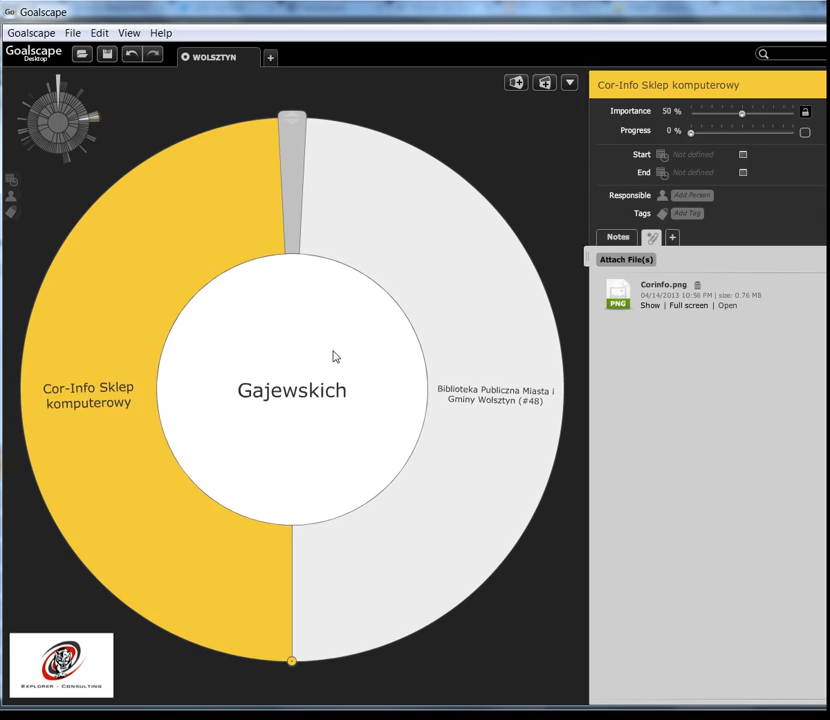 Go Goalscape
Goalscape File Edit View Help
Goalscape
Desktop
WOLSZTYN
+
Cor-Info Sklep komputerowy
Importance 50 %
Progress 0 %
Start Not defined
End Not defined
Responsible Add Person
Tags Add Tag
Notes +
Attach File(s)
Corinfo.png
04/14/2013 10:56 PM | size: 0.76 MB
PNG
Show | Full screen | Open
Cor-Info Sklep
komputerowy
Gajewskich
Biblioteka Publiczna Miasta i
Gminy Wolsztyn (#48)
EXPLORER - CONSULTING